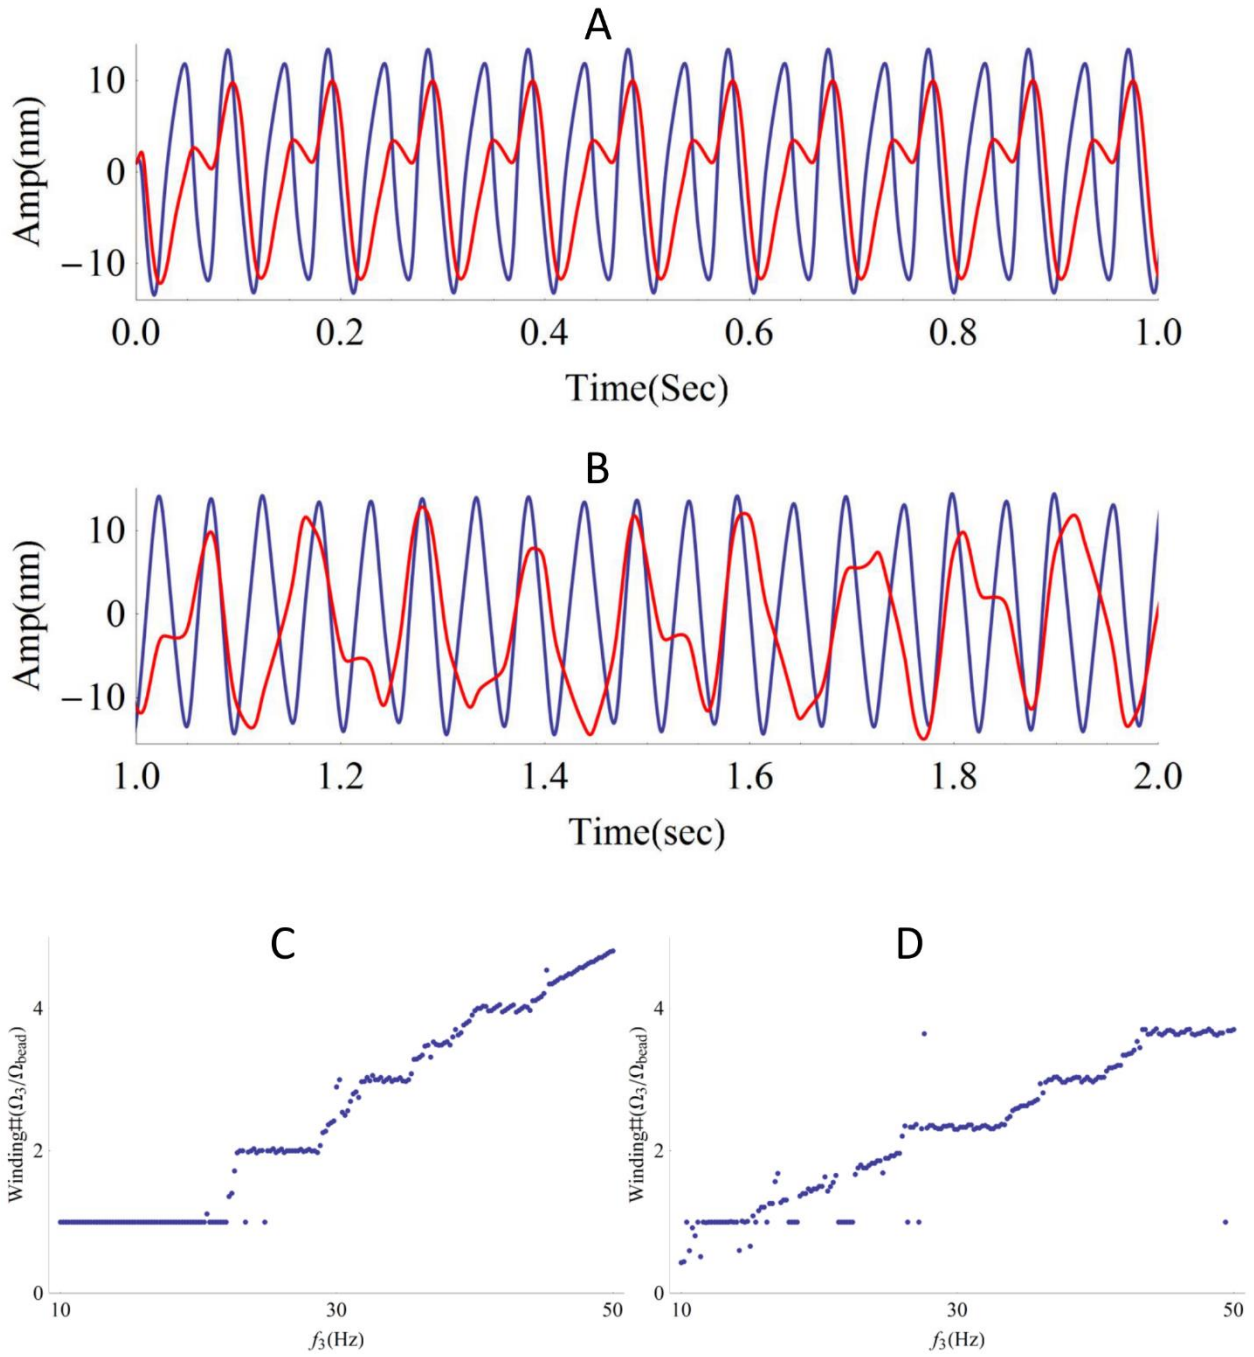 A
Amp(nm)
10
0
−10
0.0 0.2 0.4 0.6 0.8 1.0
Time(Sec)
B
Amp(nm)
10
0
−10
1.0 1.2 1.4 1.6 1.8 2.0
Time(sec)
C
Winding#(Ω3/Ωbead)
4
2
0
10 30 50
f3(Hz)
D
Winding#(Ω3/Ωbead)
4
2
0
10 30 50
f3(Hz)